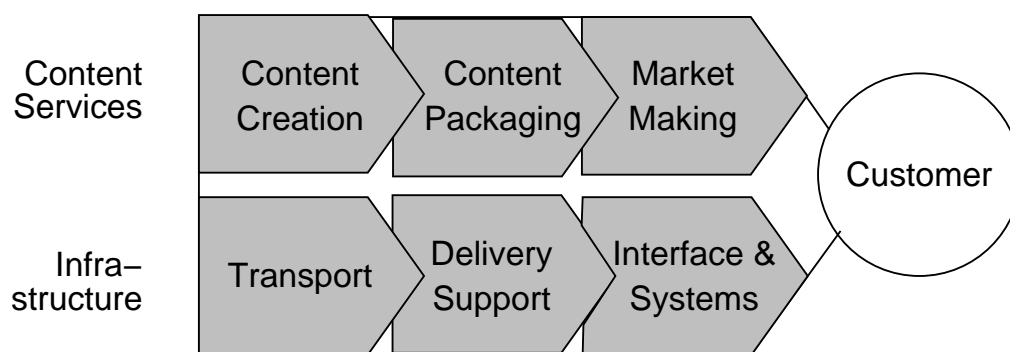 Content
Services
Content
Creation
Content
Packaging
Market
Making
Customer
Infra–
structure
Transport
Delivery
Support
Interface &
Systems